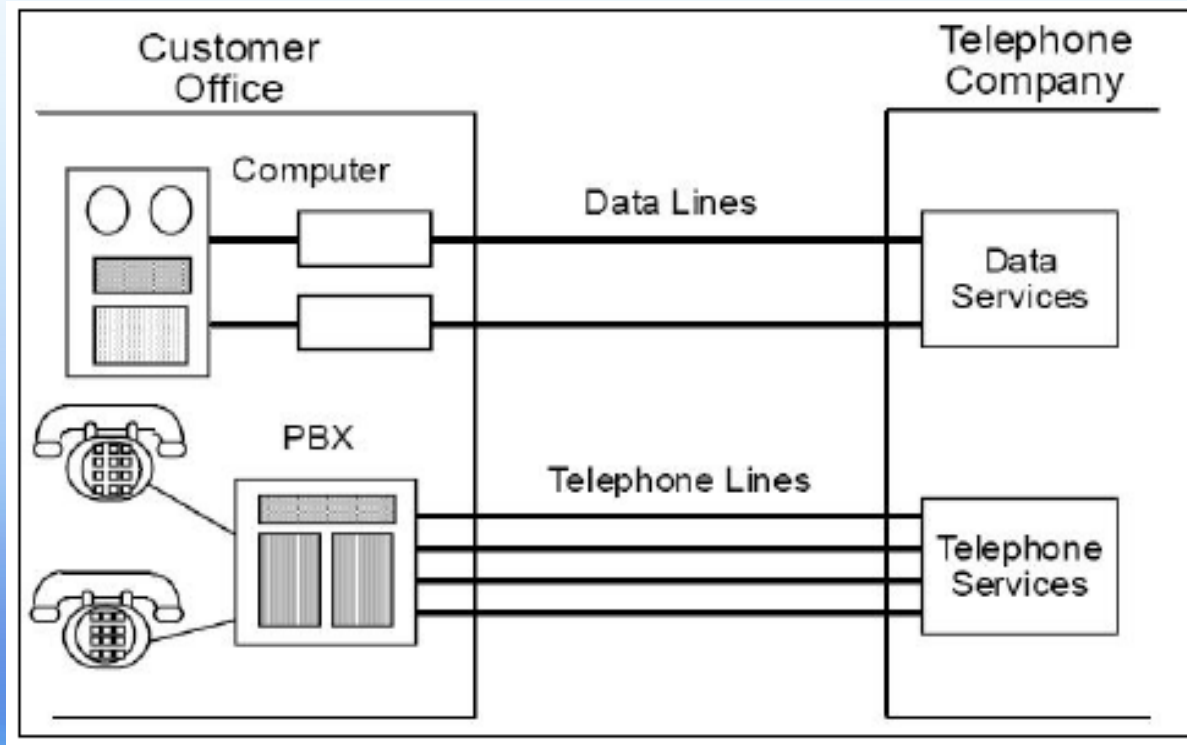 Customer
Office
Telephone
Company
Computer
Data Lines
Data
Services
PBX
Telephone Lines
Telephone
Services